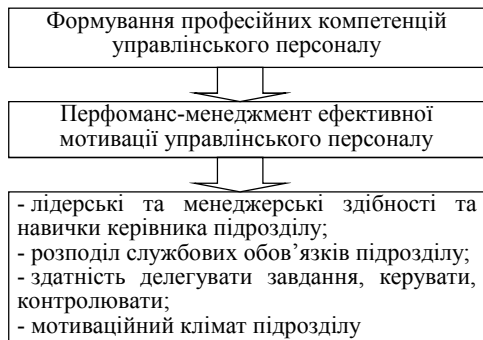 Формування професійних компетенцій
управлінського персоналу
Перфоманс-менеджмент ефективної
мотивації управлінського персоналу
- лідерські та менеджерські здібності та
навички керівника підрозділу;
- розподіл службових обов’язків підрозділу;
- здатність делегувати завдання, керувати,
контролювати;
- мотиваційний клімат підрозділу